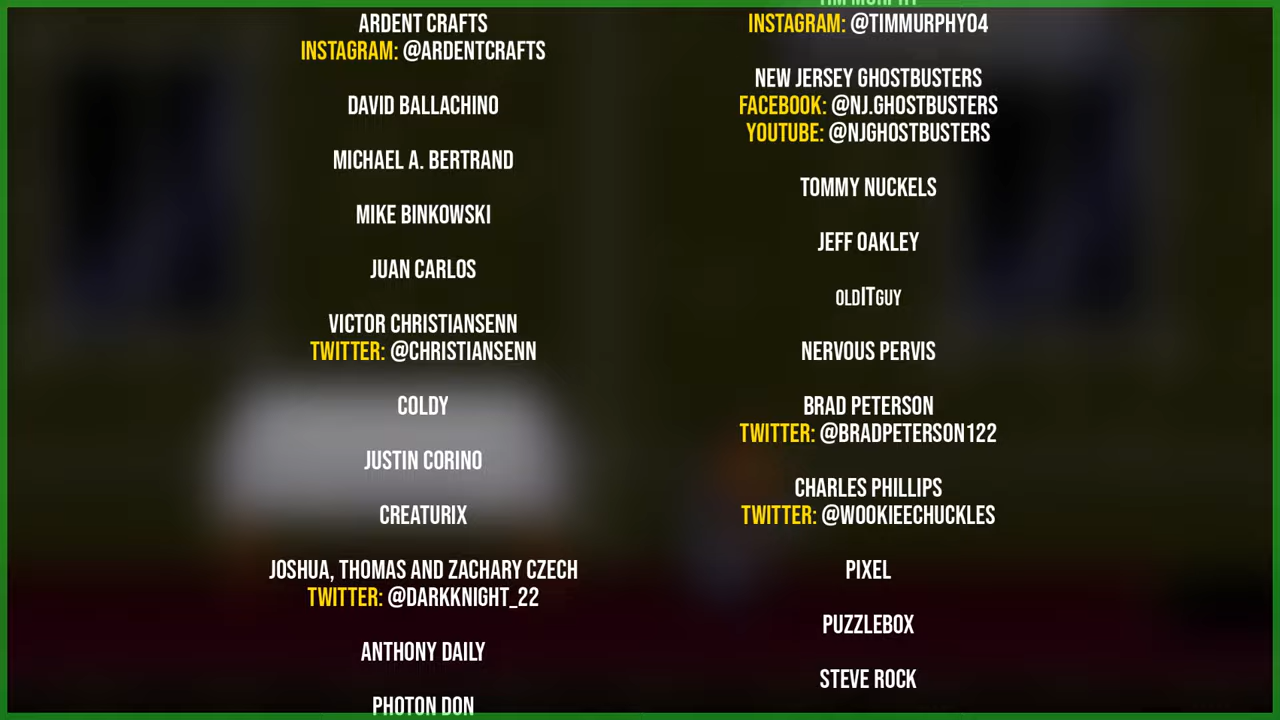 ARDENT CRAFTS
INSTAGRAM: @ARDENTCRAFTS
DAVID BALLACHINO
MICHAEL A. BERTRAND
MIKE BINKOWSKI
JUAN CARLOS
VICTOR CHRISTIANSENN
TWITTER: @CHRISTIANSENN
COLDY
JUSTIN CORINO
CREATURIX
JOSHUA, THOMAS AND ZACHARY CZECH
TWITTER: @DARKKNIGHT_22
ANTHONY DAILY
PHOTON DON
TIM MURPHY
INSTAGRAM: @TIMMURPHY04
NEW JERSEY GHOSTBUSTERS
FACEBOOK: @NJ.GHOSTBUSTERS
YOUTUBE: @NJGHOSTBUSTERS
TOMMY NUCKELS
JEFF OAKLEY
OLDITGUY
NERVOUS PERVIS
BRAD PETERSON
TWITTER: @BRADPETERSON122
CHARLES PHILLIPS
TWITTER: @WOOKIEECHUCKLES
PIXEL
PUZZLEBOX
STEVE ROCK